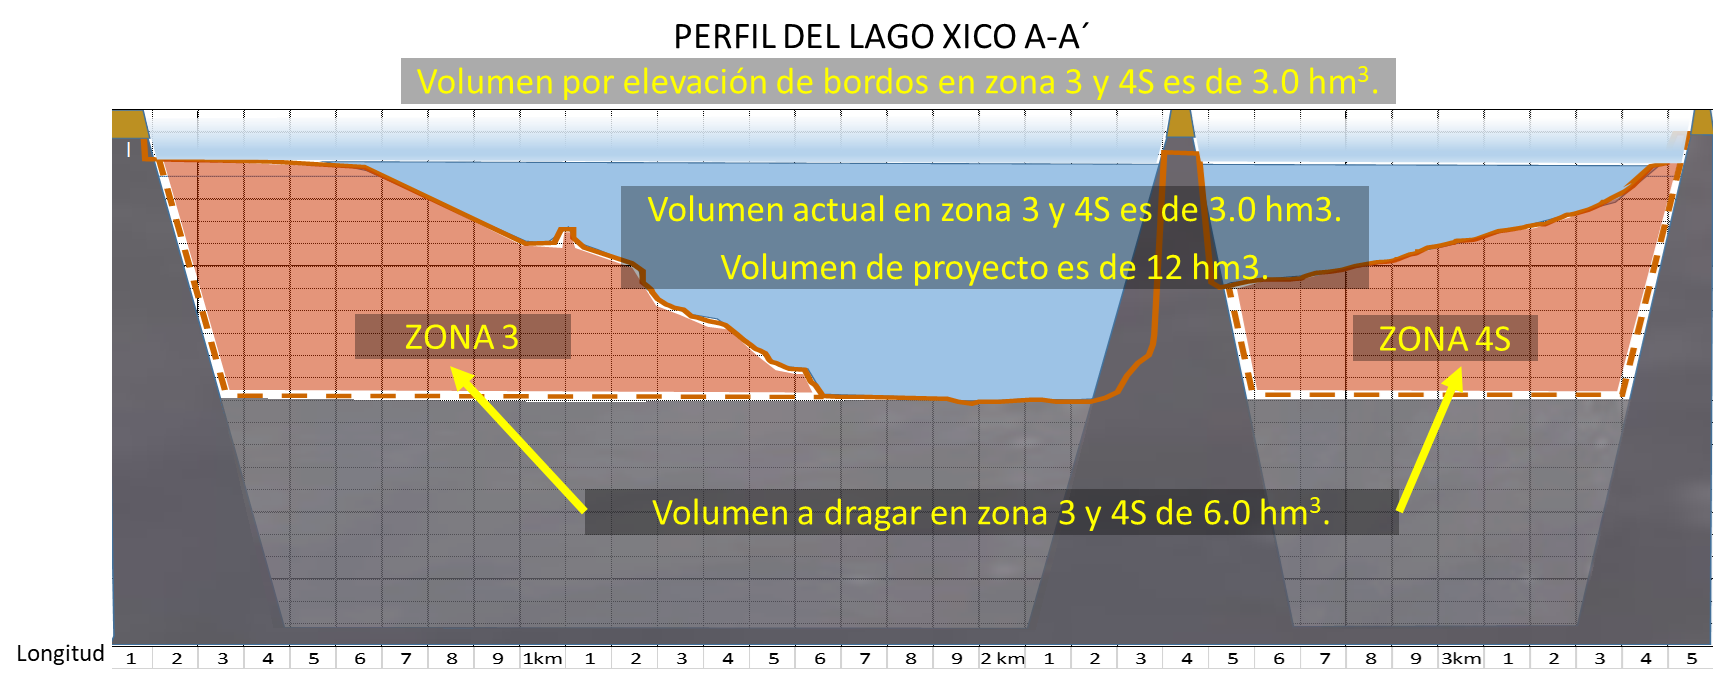 PERFIL DEL LAGO XICO A-A´
Volumen por elevación de bordos en zona 3 y 4S es de 3.0 hm³.
Volumen actual en zona 3 y 4S es de 3.0 hm3.
Volumen de proyecto es de 12 hm3.
ZONA 3
ZONA 4S
Volumen a dragar en zona 3 y 4S de 6.0 hm³.
Longitud 1 2 3 4 5 6 7 8 9 1km 1 2 3 4 5 6 7 8 9 2 km 1 2 3 4 5 6 7 8 9 3km 1 2 3 4 5